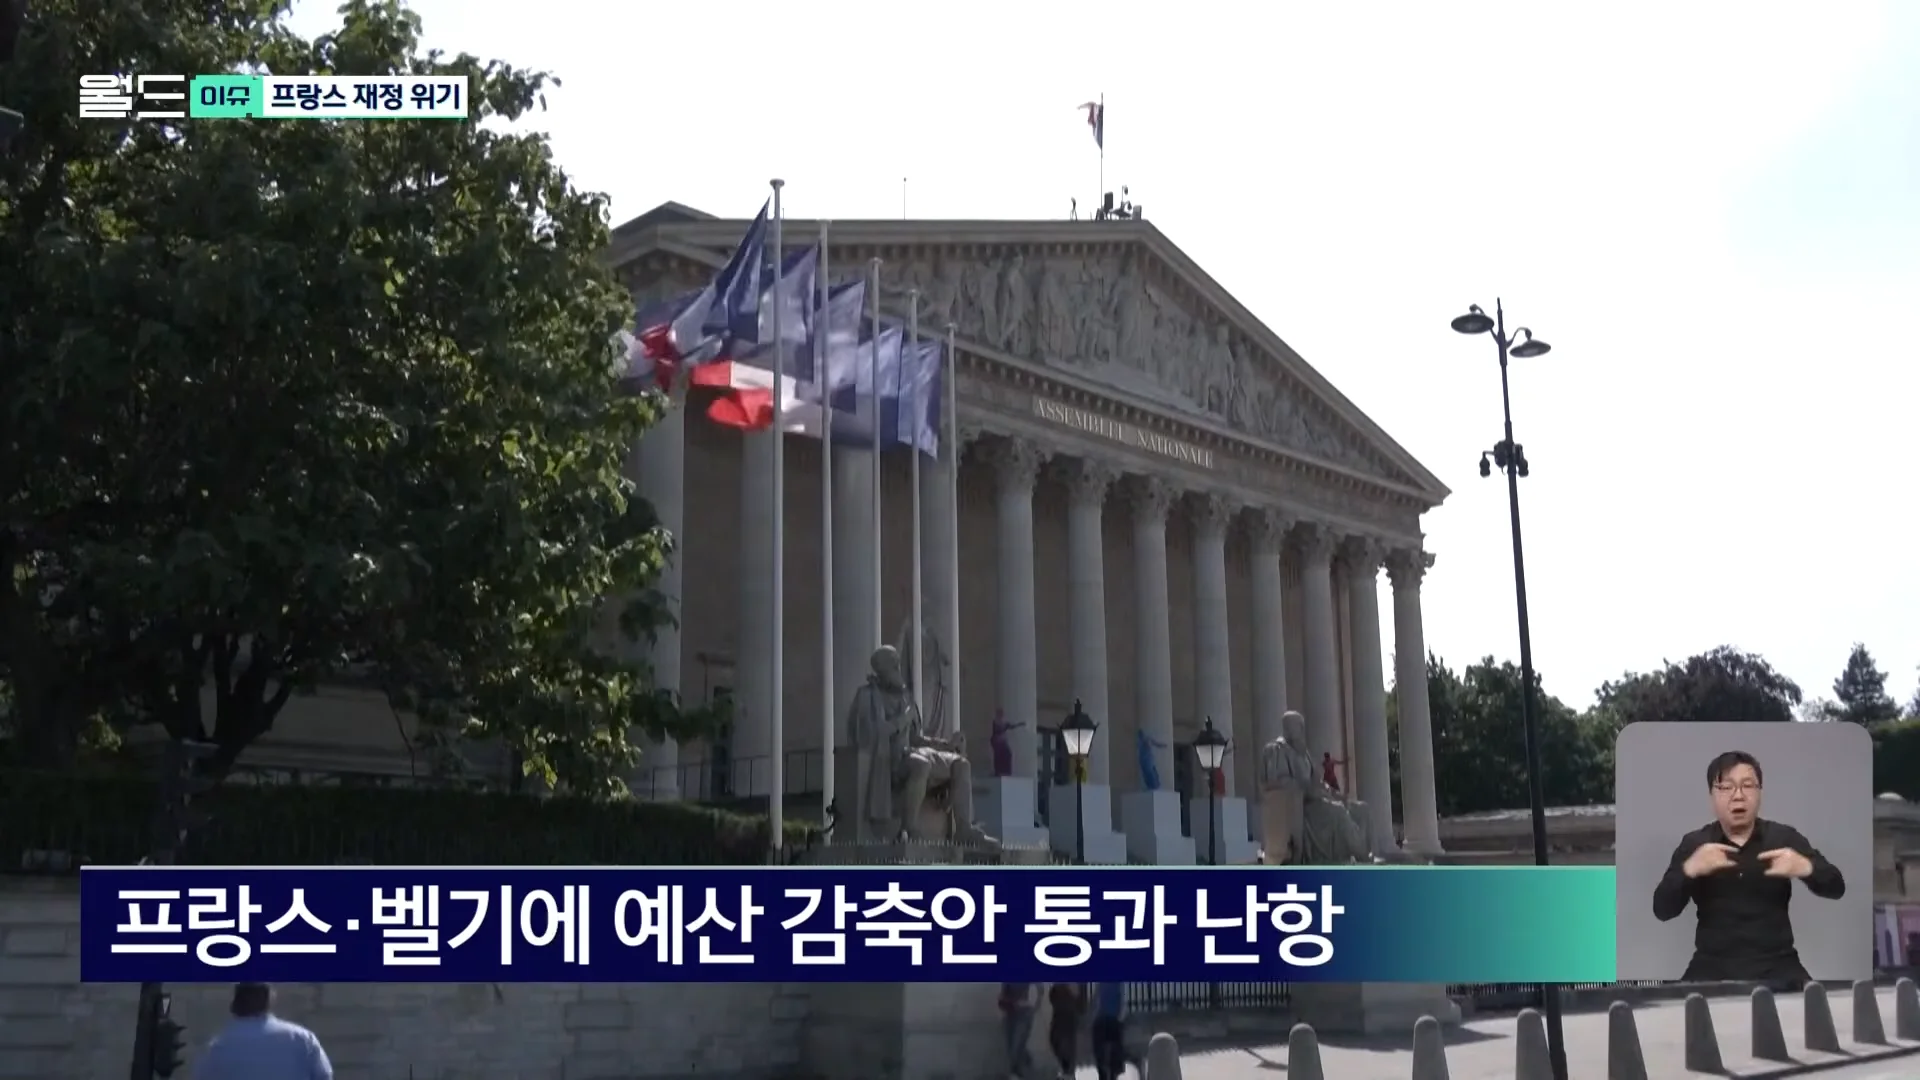 월드 이슈 프랑스 재정 위기
ASSEMBLEE NATIONALE
프랑스·벨기에 예산 감축안 통과 난항